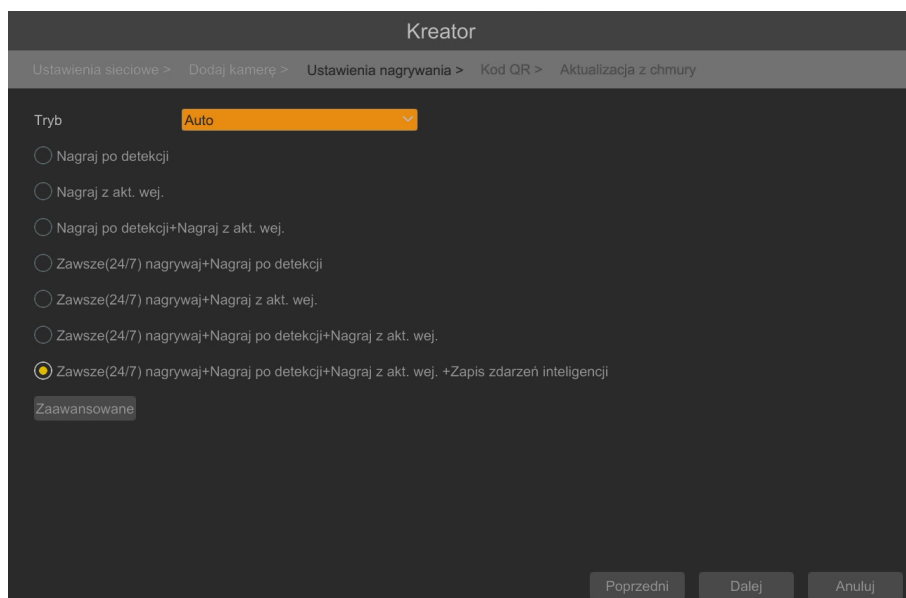 Kreator
Ustawienia sieciowe > Dodaj kamerę > Ustawienia nagrywania > Kod QR > Aktualizacja z chmury
Tryb Auto
Nagraj po detekcji
Nagraj z akt. wej.
Nagraj po detekcji+Nagraj z akt. wej.
Zawsze(24/7) nagrywaj+Nagraj po detekcji
Zawsze(24/7) nagrywaj+Nagraj z akt. wej.
Zawsze(24/7) nagrywaj+Nagraj po detekcji+Nagraj z akt. wej.
Zawsze(24/7) nagrywaj+Nagraj po detekcji+Nagraj z akt. wej. +Zapis zdarzeń inteligencji
Zaawansowane
Poprzedni Dalej Anuluj